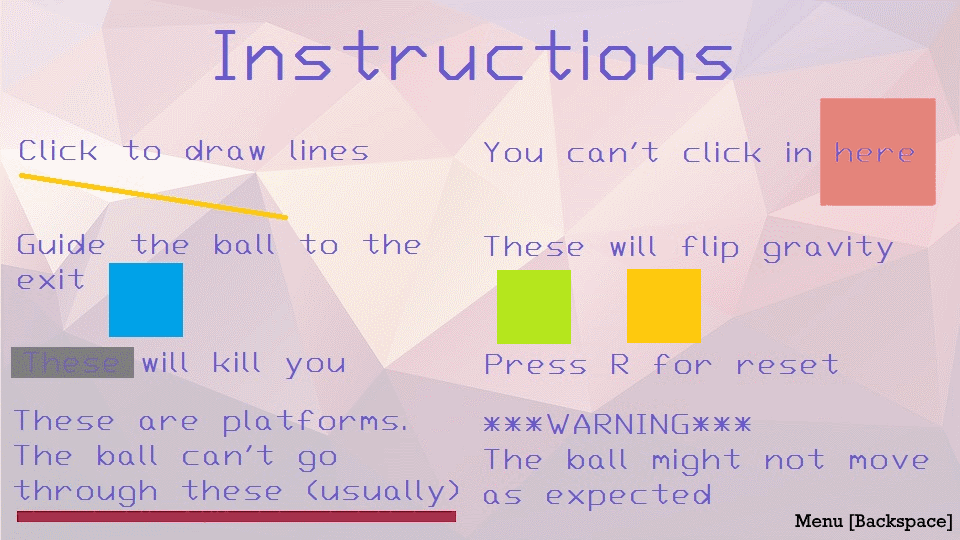 Instructions
Click to draw lines
Guide the ball to the
exit
These will kill you
These are platforms.
The ball can't go
through these (usually)
You can't click in here
These will flip gravity
Press R for reset
***WARNING***
The ball might not move
as expected
Menu [Backspace]